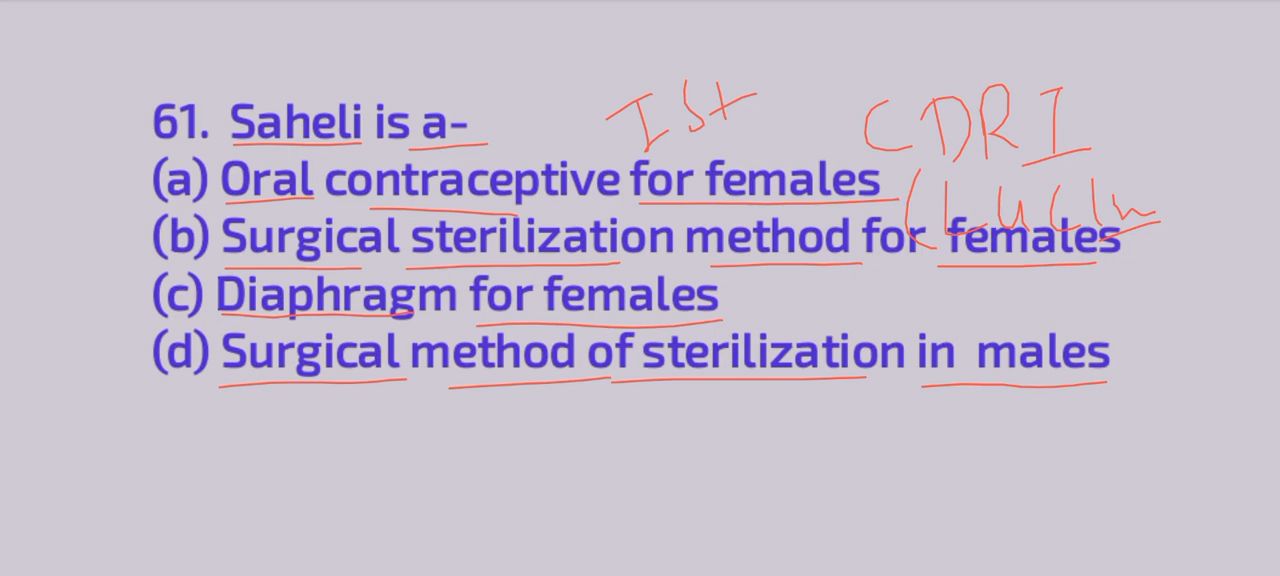 61. Saheli is a-
Ist CDRI
(a) Oral contraceptive for females
(b) Surgical sterilization method for females
(c) Diaphragm for females
(d) Surgical method of sterilization in males